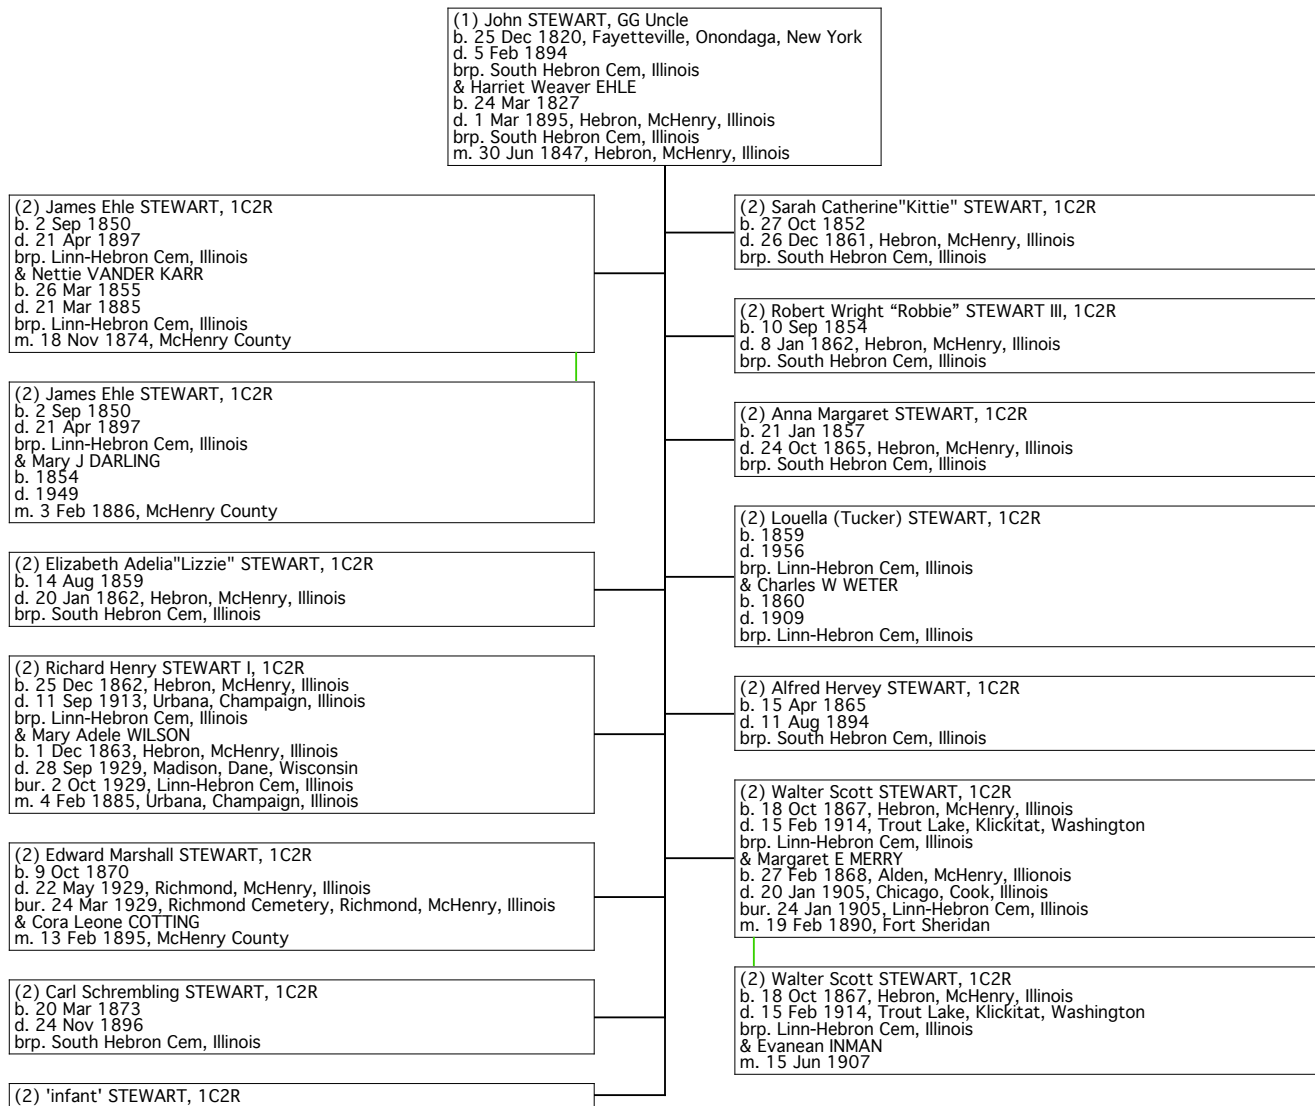 (1) John STEWART, GG Uncle
b. 25 Dec 1820, Fayetteville, Onondaga, New York
d. 5 Feb 1894
brp. South Hebron Cem, Illinois
& Harriet Weaver EHLE
b. 24 Mar 1827
d. 1 Mar 1895, Hebron, McHenry, Illinois
brp. South Hebron Cem, Illinois
m. 30 Jun 1847, Hebron, McHenry, Illinois
(2) James Ehle STEWART, 1C2R
b. 2 Sep 1850
d. 21 Apr 1897
brp. Linn-Hebron Cem, Illinois
& Nettie VANDER KARR
b. 26 Mar 1855
d. 21 Mar 1885
brp. Linn-Hebron Cem, Illinois
m. 18 Nov 1874, McHenry County
(2) James Ehle STEWART, 1C2R
b. 2 Sep 1850
d. 21 Apr 1897
brp. Linn-Hebron Cem, Illinois
& Mary J DARLING
b. 1854
d. 1949
m. 3 Feb 1886, McHenry County
(2) Elizabeth Adelia"Lizzie" STEWART, 1C2R
b. 14 Aug 1859
d. 20 Jan 1862, Hebron, McHenry, Illinois
brp. South Hebron Cem, Illinois
(2) Richard Henry STEWART I, 1C2R
b. 25 Dec 1862, Hebron, McHenry, Illinois
d. 11 Sep 1913, Urbana, Champaign, Illinois
brp. Linn-Hebron Cem, Illinois
& Mary Adele WILSON
b. 1 Dec 1863, Hebron, McHenry, Illinois
d. 28 Sep 1929, Madison, Dane, Wisconsin
bur. 2 Oct 1929, Linn-Hebron Cem, Illinois
m. 4 Feb 1885, Urbana, Champaign, Illinois
(2) Edward Marshall STEWART, 1C2R
b. 9 Oct 1870
d. 22 May 1929, Richmond, McHenry, Illinois
bur. 24 Mar 1929, Richmond Cemetery, Richmond, McHenry, Illinois
& Cora Leone COTTING
m. 13 Feb 1895, McHenry County
(2) Carl Schrembling STEWART, 1C2R
b. 20 Mar 1873
d. 24 Nov 1896
brp. South Hebron Cem, Illinois
(2) 'infant' STEWART, 1C2R
(2) Sarah Catherine"Kittie" STEWART, 1C2R
b. 27 Oct 1852
d. 26 Dec 1861, Hebron, McHenry, Illinois
brp. South Hebron Cem, Illinois
(2) Robert Wright “Robbie” STEWART III, 1C2R
b. 10 Sep 1854
d. 8 Jan 1862, Hebron, McHenry, Illinois
brp. South Hebron Cem, Illinois
(2) Anna Margaret STEWART, 1C2R
b. 21 Jan 1857
d. 24 Oct 1865, Hebron, McHenry, Illinois
brp. South Hebron Cem, Illinois
(2) Louella (Tucker) STEWART, 1C2R
b. 1859
d. 1956
brp. Linn-Hebron Cem, Illinois
& Charles W WETER
b. 1860
d. 1909
brp. Linn-Hebron Cem, Illinois
(2) Alfred Hervey STEWART, 1C2R
b. 15 Apr 1865
d. 11 Aug 1894
brp. South Hebron Cem, Illinois
(2) Walter Scott STEWART, 1C2R
b. 18 Oct 1867, Hebron, McHenry, Illinois
d. 15 Feb 1914, Trout Lake, Klickitat, Washington
brp. Linn-Hebron Cem, Illinois
& Margaret E MERRY
b. 27 Feb 1868, Alden, McHenry, Illionois
d. 20 Jan 1905, Chicago, Cook, Illinois
bur. 24 Jan 1905, Linn-Hebron Cem, Illinois
m. 19 Feb 1890, Fort Sheridan
(2) Walter Scott STEWART, 1C2R
b. 18 Oct 1867, Hebron, McHenry, Illinois
d. 15 Feb 1914, Trout Lake, Klickitat, Washington
brp. Linn-Hebron Cem, Illinois
& Evanean INMAN
m. 15 Jun 1907